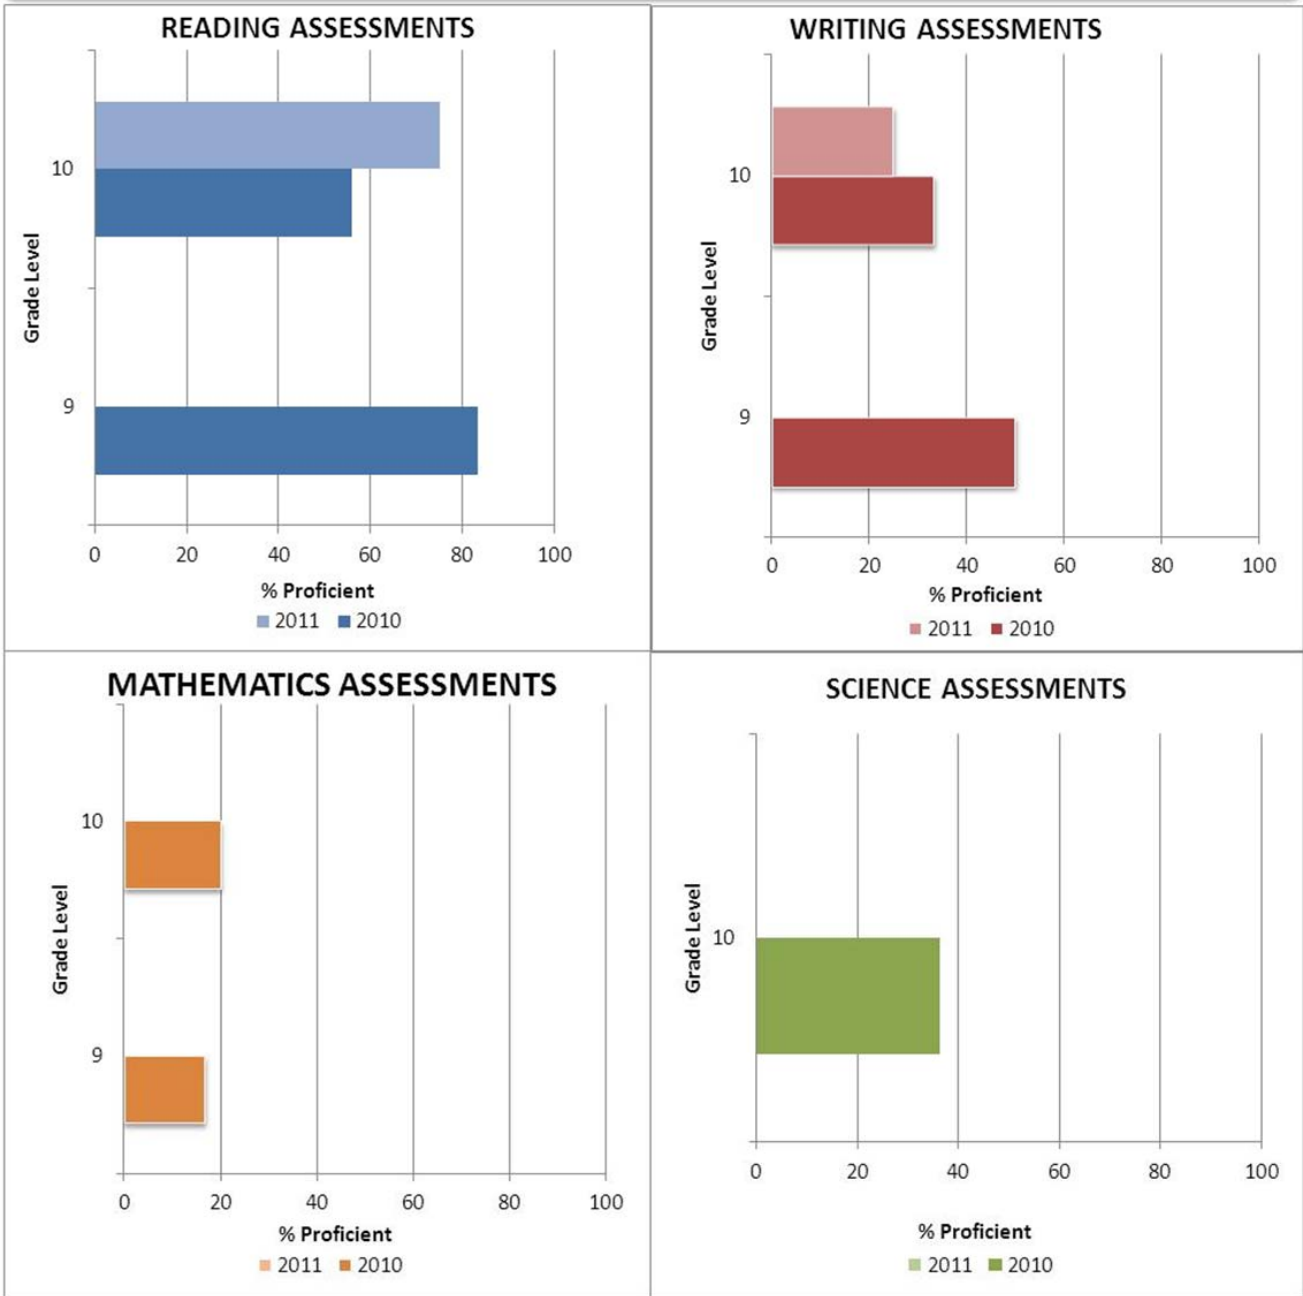 READING ASSESSMENTS
10
9
Grade Level
0 20 40 60 80 100
% Proficient
2011 2010
WRITING ASSESSMENTS
10
9
Grade Level
0 20 40 60 80 100
% Proficient
2011 2010
MATHEMATICS ASSESSMENTS
10
9
Grade Level
0 20 40 60 80 100
% Proficient
2011 2010
SCIENCE ASSESSMENTS
10
Grade Level
0 20 40 60 80 100
% Proficient
2011 2010